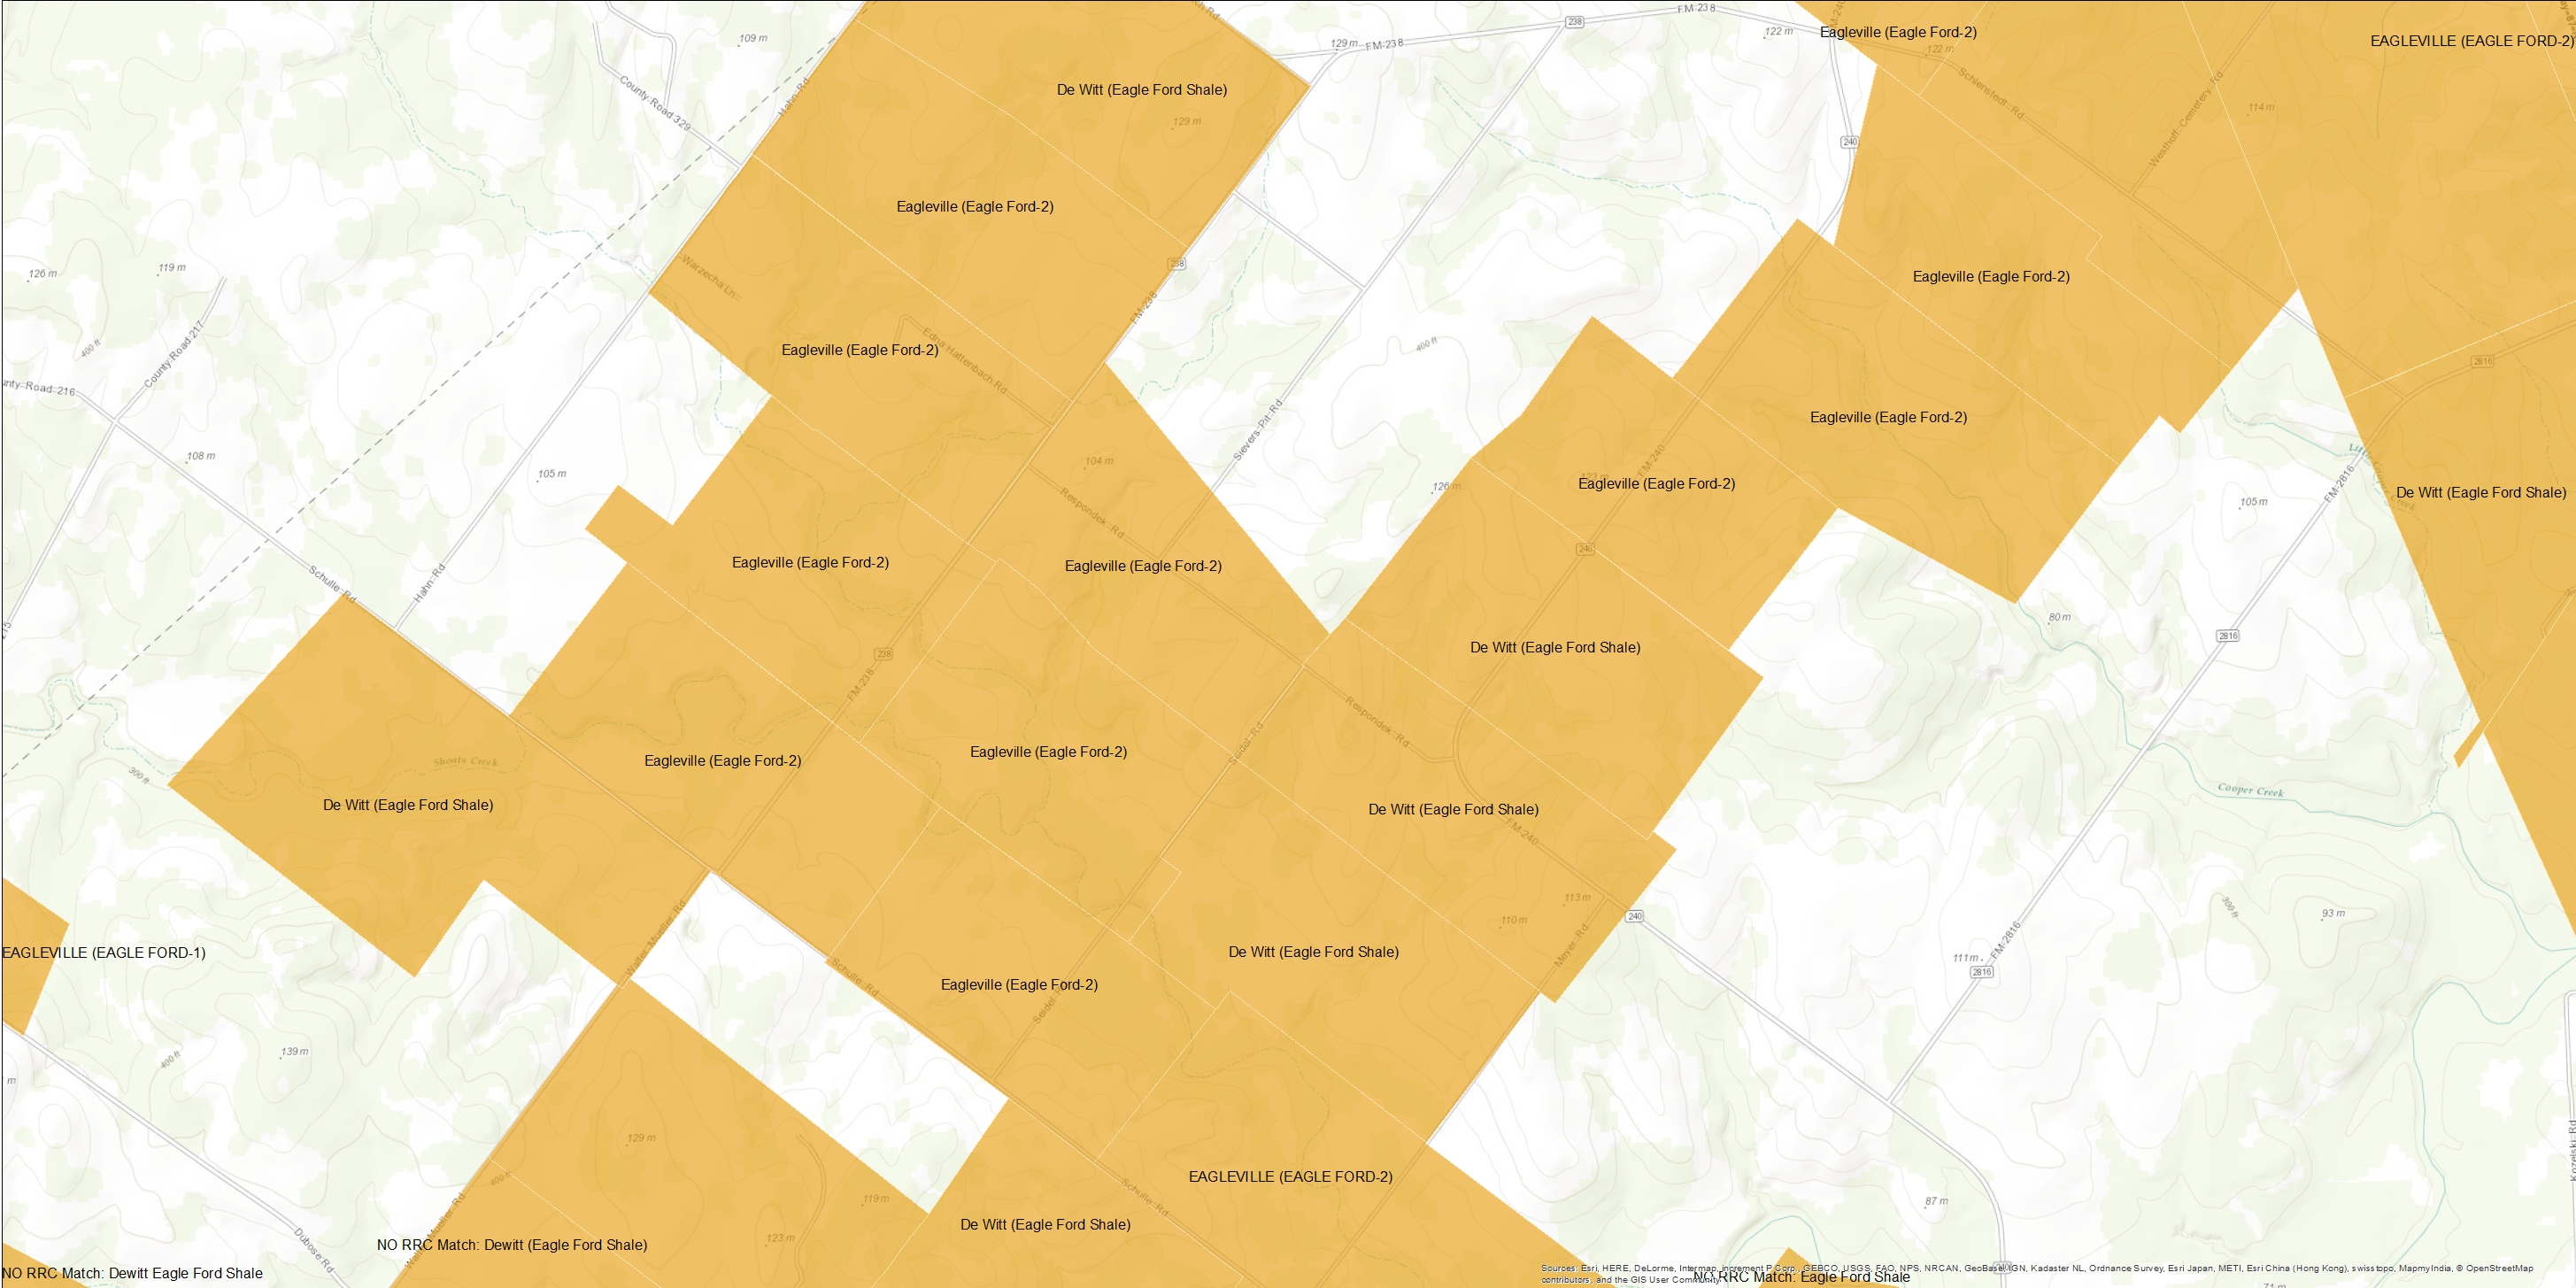 FM 238
238
FM-238
129 m
109 m
122 m
Eagleville (Eagle Ford-2)
EAGLEVILLE (EAGLE FORD-2)
122 m
Schlenstedt-Rd
Westhoff-Cemetery-Rd
114 m
County-Road 329
Hahn-Rd
De Witt (Eagle Ford Shale)
129 m
240
Eagleville (Eagle Ford-2)
126 m
119 m
Warzecha-Ln
238
Eagleville (Eagle Ford-2)
FM-238
County-Road-217
400 ft
Edna-Hattenbach-Rd
Eagleville (Eagle Ford-2)
400 ft
2816
Eagleville (Eagle Ford-2)
108 m
105 m
104 m
Sievers-Pit-Rd
FM-240
126 m
Eagleville (Eagle Ford-2)
FM-2816
De Witt (Eagle Ford Shale)
105 m
Respondek-Rd
Eagleville (Eagle Ford-2)
Eagleville (Eagle Ford-2)
240
Schulle-Rd
Hahn-Rd
80 m
2816
238
De Witt (Eagle Ford Shale)
FM-238
Respondek-Rd
Seidel-Rd
Eagleville (Eagle Ford-2)
Eagleville (Eagle Ford-2)
Shoats Creek
300 ft
De Witt (Eagle Ford Shale)
De Witt (Eagle Ford Shale)
Cooper Creek
FM-240
113 m
110 m
240
300 ft
93 m
Walter-Mueller-Rd
Meyer-Rd
FM-2816
EAGLEVILLE (EAGLE FORD-1)
De Witt (Eagle Ford Shale)
111 m
2816
Schulle-Rd
Eagleville (Eagle Ford-2)
139 m
400 ft
129 m
400 ft
EAGLEVILLE (EAGLE FORD-2)
Schulle-Rd
119 m
87 m
De Witt (Eagle Ford Shale)
123 m
NO RRC Match: Dewitt (Eagle Ford Shale)
Dubose-Rd
Kozelski-Rd
NO RRC Match: Dewitt Eagle Ford Shale
Sources: Esri, HERE, DeLorme, Intermap, increment P Corp., GEBCO, USGS, FAO, NPS, NRCAN, GeoBase, IGN, Kadaster NL, Ordnance Survey, Esri Japan, METI, Esri China (Hong Kong), swisstopo, MapmyIndia, © OpenStreetMap
contributors, and the GIS User Community
NO RRC Match: Eagle Ford Shale